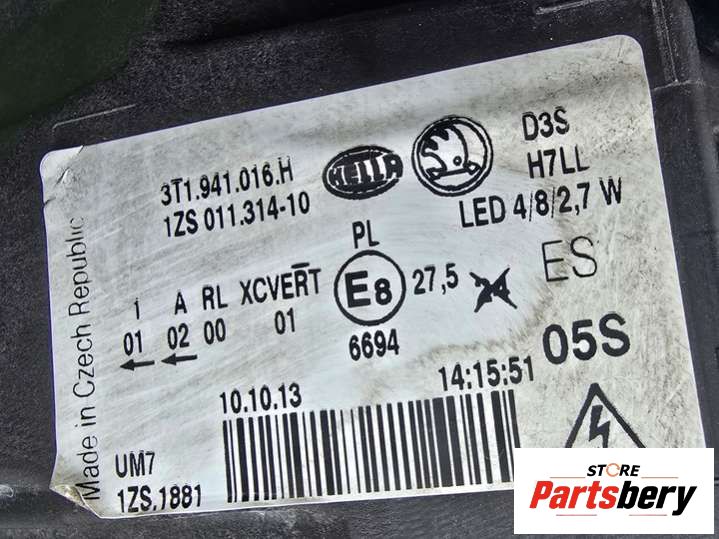 3T1.941.016.H
1ZS 011.314-10
HELLA
D3S
H7LL
LED 4/8/2,7 W
Made in Czech Republic
PL
I A RL XCVERT
01 02 00 01
E8
27,5
24
ES
6694
05S
10.10.13
14:15:51
UM7
1ZS.1881
STORE
Partsbery